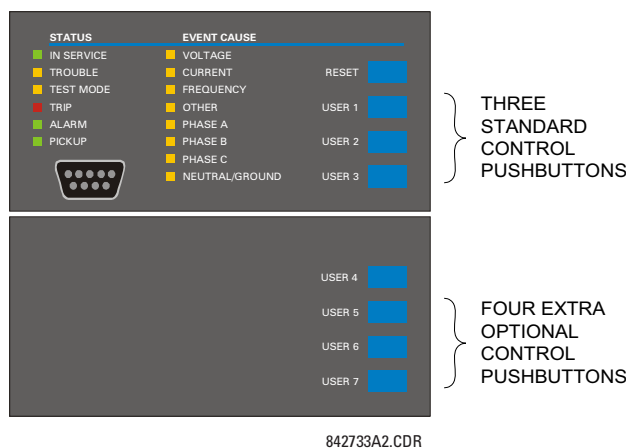 STATUS EVENT CAUSE
IN SERVICE VOLTAGE
TROUBLE CURRENT RESET
TEST MODE FREQUENCY
TRIP OTHER USER 1
ALARM PHASE A
PICKUP PHASE B USER 2
PHASE C
NEUTRAL/GROUND USER 3
THREE
STANDARD
CONTROL
PUSHBUTTONS
USER 4
USER 5
USER 6
USER 7
FOUR EXTRA
OPTIONAL
CONTROL
PUSHBUTTONS
842733A2.CDR